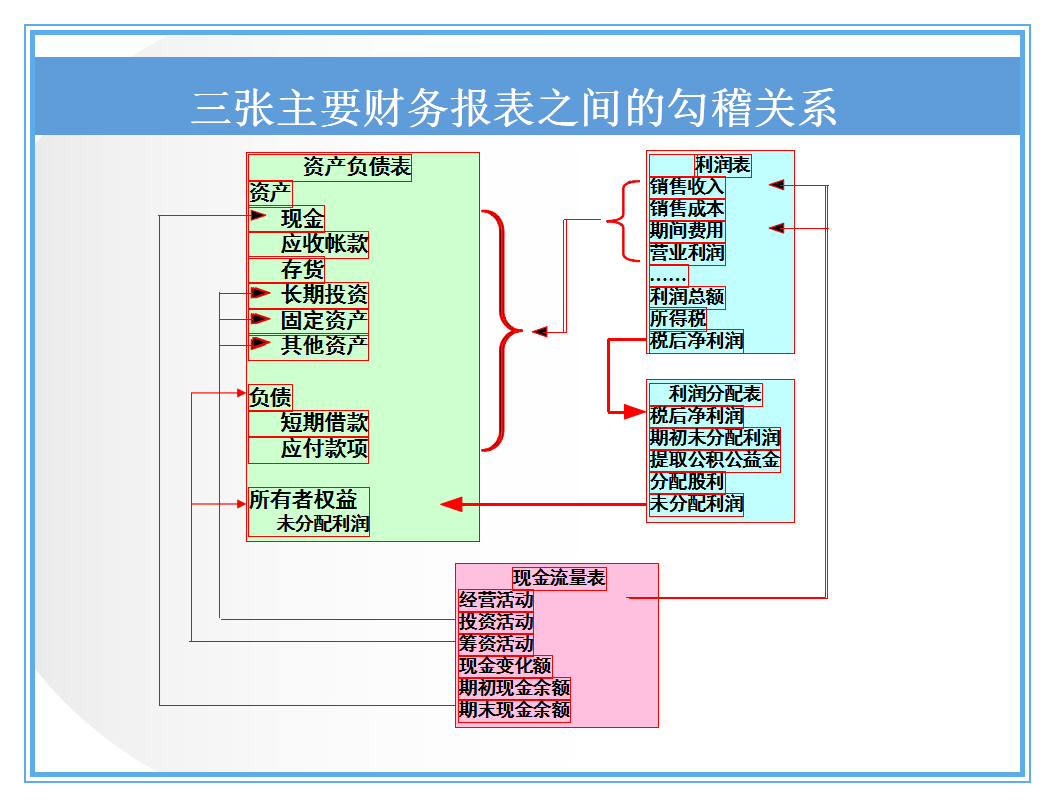 三张主要财务报表之间的勾稽关系
资产负债表
资产
现金
应收帐款
存货
长期投资
固定资产
其他资产
负债
短期借款
应付款项
所有者权益
未分配利润
利润表
销售收入
销售成本
期间费用
营业利润
……
利润总额
所得税
税后净利润
利润分配表
税后净利润
期初未分配利润
提取公积公益金
分配股利
未分配利润
现金流量表
经营活动
投资活动
筹资活动
现金变化额
期初现金余额
期末现金余额